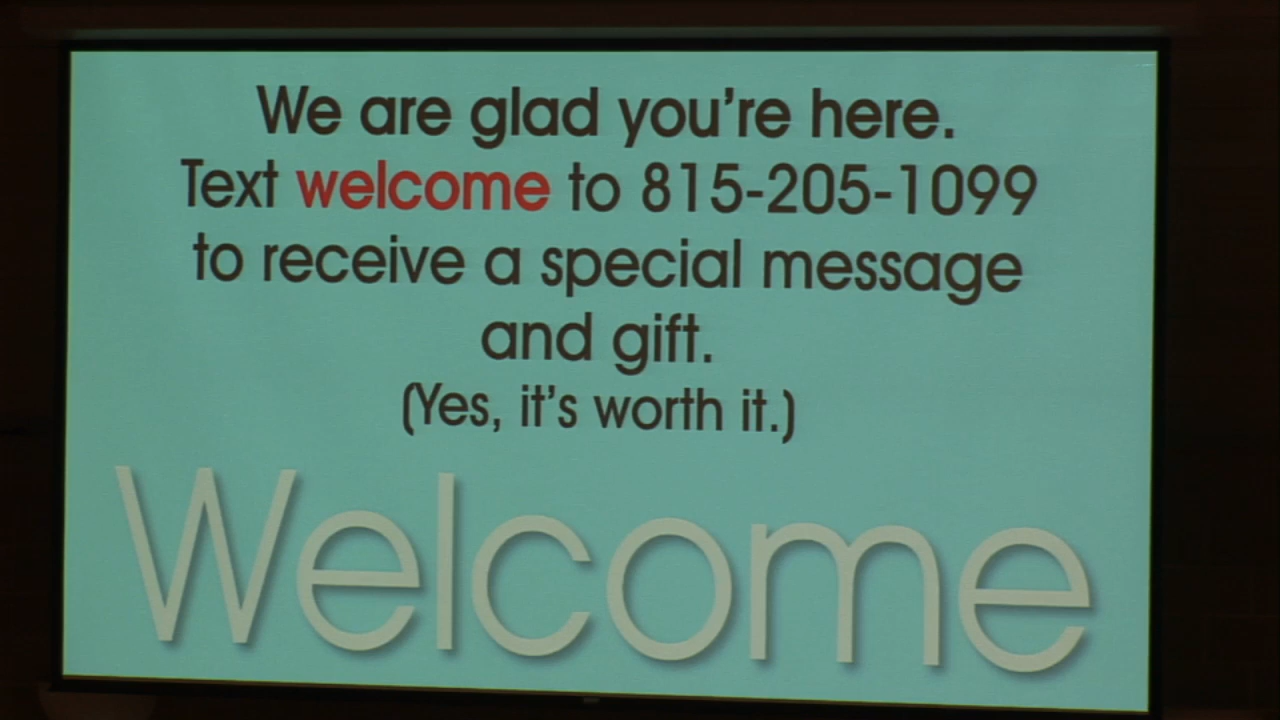 We are glad you're here.
Text welcome to 815-205-1099
to receive a special message
and gift.
(Yes, it's worth it.)
Welcome